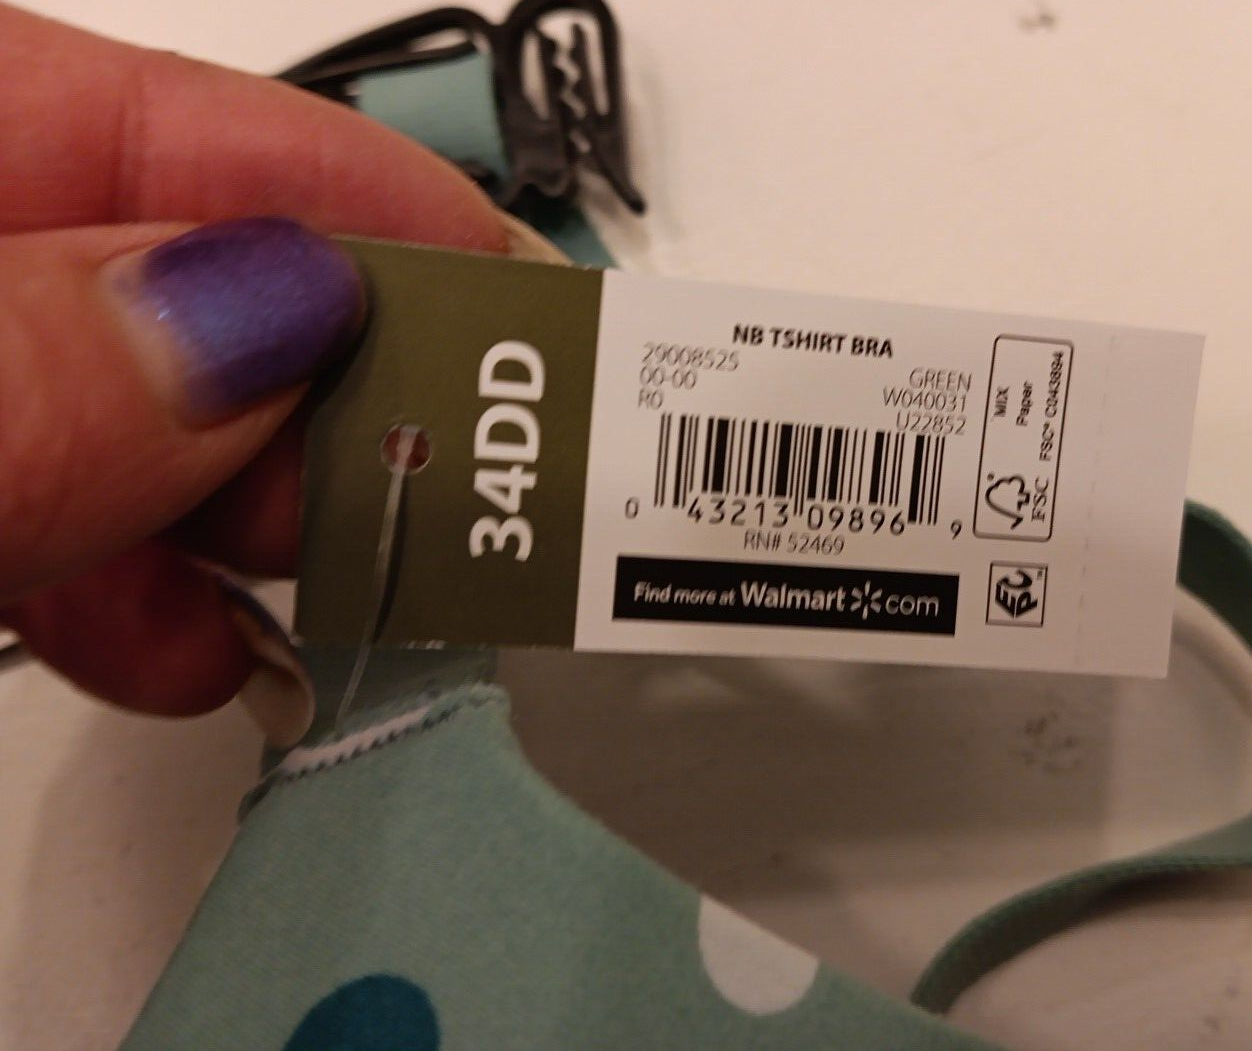 34DD
NB TSHIRT BRA
29008525
00-00
R0
GREEN
W040031
U22852
0 43213 09896 9
RN# 52469
Find more at Walmart com
MIX
Paper
FSC® C043894
FSC
EPC™